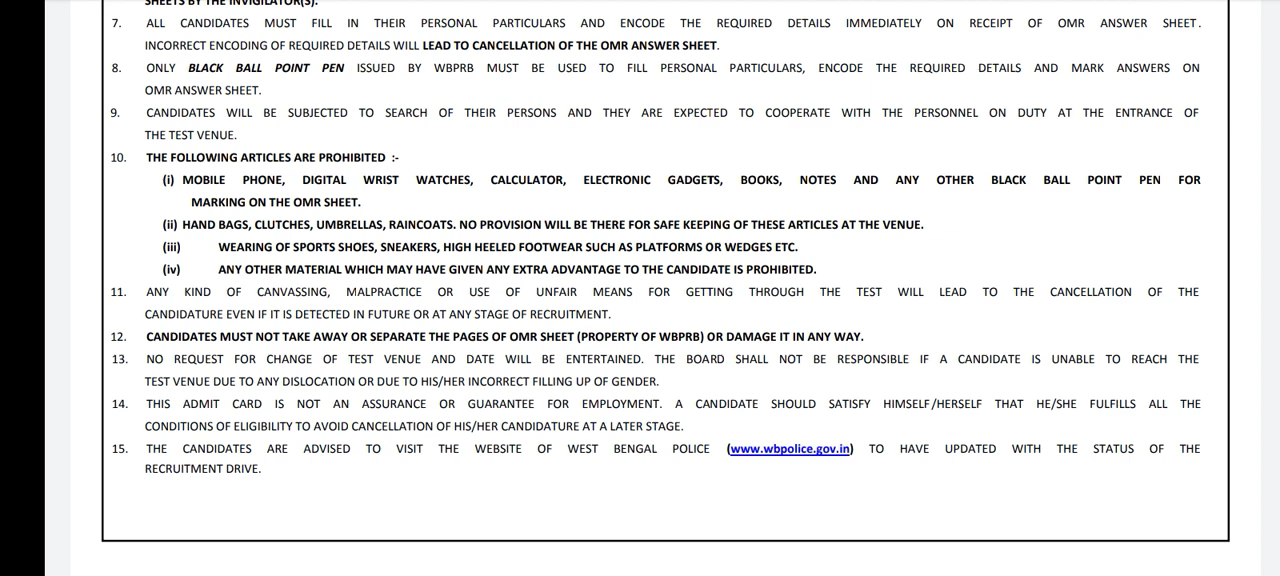 SHEETS BY THE INVIGILATOR(S).
7. ALL CANDIDATES MUST FILL IN THEIR PERSONAL PARTICULARS AND ENCODE THE REQUIRED DETAILS IMMEDIATELY ON RECEIPT OF OMR ANSWER SHEET.
INCORRECT ENCODING OF REQUIRED DETAILS WILL LEAD TO CANCELLATION OF THE OMR ANSWER SHEET.
8. ONLY BLACK BALL POINT PEN ISSUED BY WBPRB MUST BE USED TO FILL PERSONAL PARTICULARS, ENCODE THE REQUIRED DETAILS AND MARK ANSWERS ON
OMR ANSWER SHEET.
9. CANDIDATES WILL BE SUBJECTED TO SEARCH OF THEIR PERSONS AND THEY ARE EXPECTED TO COOPERATE WITH THE PERSONNEL ON DUTY AT THE ENTRANCE OF
THE TEST VENUE.
10. THE FOLLOWING ARTICLES ARE PROHIBITED :-
(i) MOBILE PHONE, DIGITAL WRIST WATCHES, CALCULATOR, ELECTRONIC GADGETS, BOOKS, NOTES AND ANY OTHER BLACK BALL POINT PEN FOR
MARKING ON THE OMR SHEET.
(ii) HAND BAGS, CLUTCHES, UMBRELLAS, RAINCOATS. NO PROVISION WILL BE THERE FOR SAFE KEEPING OF THESE ARTICLES AT THE VENUE.
(iii) WEARING OF SPORTS SHOES, SNEAKERS, HIGH HEELED FOOTWEAR SUCH AS PLATFORMS OR WEDGES ETC.
(iv) ANY OTHER MATERIAL WHICH MAY HAVE GIVEN ANY EXTRA ADVANTAGE TO THE CANDIDATE IS PROHIBITED.
11. ANY KIND OF CANVASSING, MALPRACTICE OR USE OF UNFAIR MEANS FOR GETTING THROUGH THE TEST WILL LEAD TO THE CANCELLATION OF THE
CANDIDATURE EVEN IF IT IS DETECTED IN FUTURE OR AT ANY STAGE OF RECRUITMENT.
12. CANDIDATES MUST NOT TAKE AWAY OR SEPARATE THE PAGES OF OMR SHEET (PROPERTY OF WBPRB) OR DAMAGE IT IN ANY WAY.
13. NO REQUEST FOR CHANGE OF TEST VENUE AND DATE WILL BE ENTERTAINED. THE BOARD SHALL NOT BE RESPONSIBLE IF A CANDIDATE IS UNABLE TO REACH THE
TEST VENUE DUE TO ANY DISLOCATION OR DUE TO HIS/HER INCORRECT FILLING UP OF GENDER.
14. THIS ADMIT CARD IS NOT AN ASSURANCE OR GUARANTEE FOR EMPLOYMENT. A CANDIDATE SHOULD SATISFY HIMSELF/HERSELF THAT HE/SHE FULFILLS ALL THE
CONDITIONS OF ELIGIBILITY TO AVOID CANCELLATION OF HIS/HER CANDIDATURE AT A LATER STAGE.
15. THE CANDIDATES ARE ADVISED TO VISIT THE WEBSITE OF WEST BENGAL POLICE (www.wbpolice.gov.in) TO HAVE UPDATED WITH THE STATUS OF THE
RECRUITMENT DRIVE.